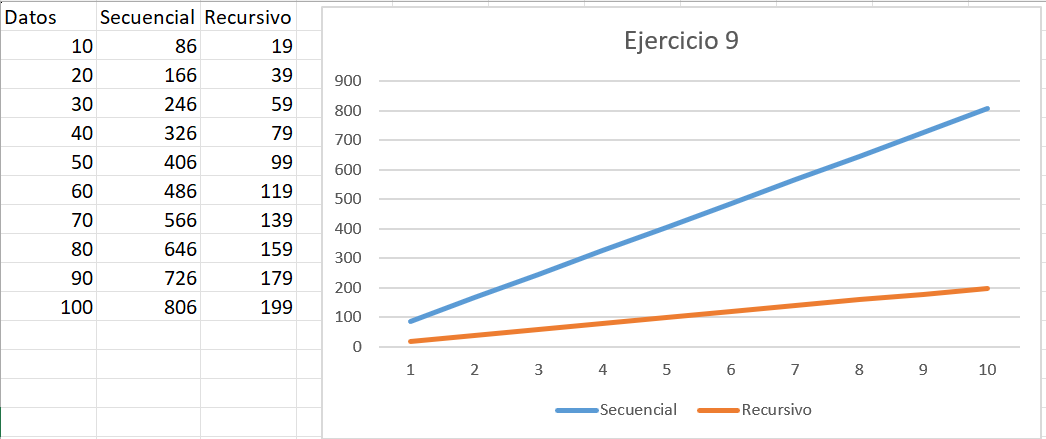 Datos Secuencial Recursivo
10 86 19
20 166 39
30 246 59
40 326 79
50 406 99
60 486 119
70 566 139
80 646 159
90 726 179
100 806 199
Ejercicio 9
900
800
700
600
500
400
300
200
100
0
1 2 3 4 5 6 7 8 9 10
Secuencial Recursivo